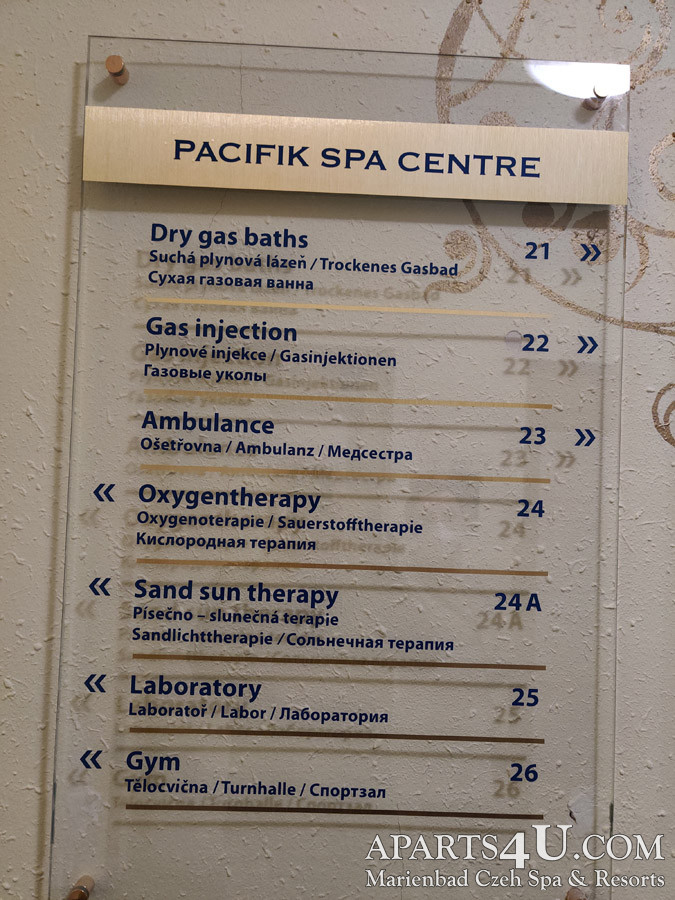 PACIFIK SPA CENTRE
Dry gas baths 21 »
Suchá plynová lázeň / Trockenes Gasbad
Сухая газовая ванна
Gas injection 22 »
Plynové injekce / Gasinjektionen
Газовые уколы
Ambulance 23 »
Ošetřovna / Ambulanz / Медсестра
« Oxygentherapy 24
Oxygenoterapie / Sauerstofftherapie
Кислородная терапия
« Sand sun therapy 24 A
Písečno – slunečná terapie
Sandlichttherapie / Сольнечная терапия
« Laboratory 25
Laboratoř / Labor / Лаборатория
« Gym 26
Tělocvična / Turnhalle / Спортзал
APARTS4U.COM
Marienbad Czeh Spa & Resorts